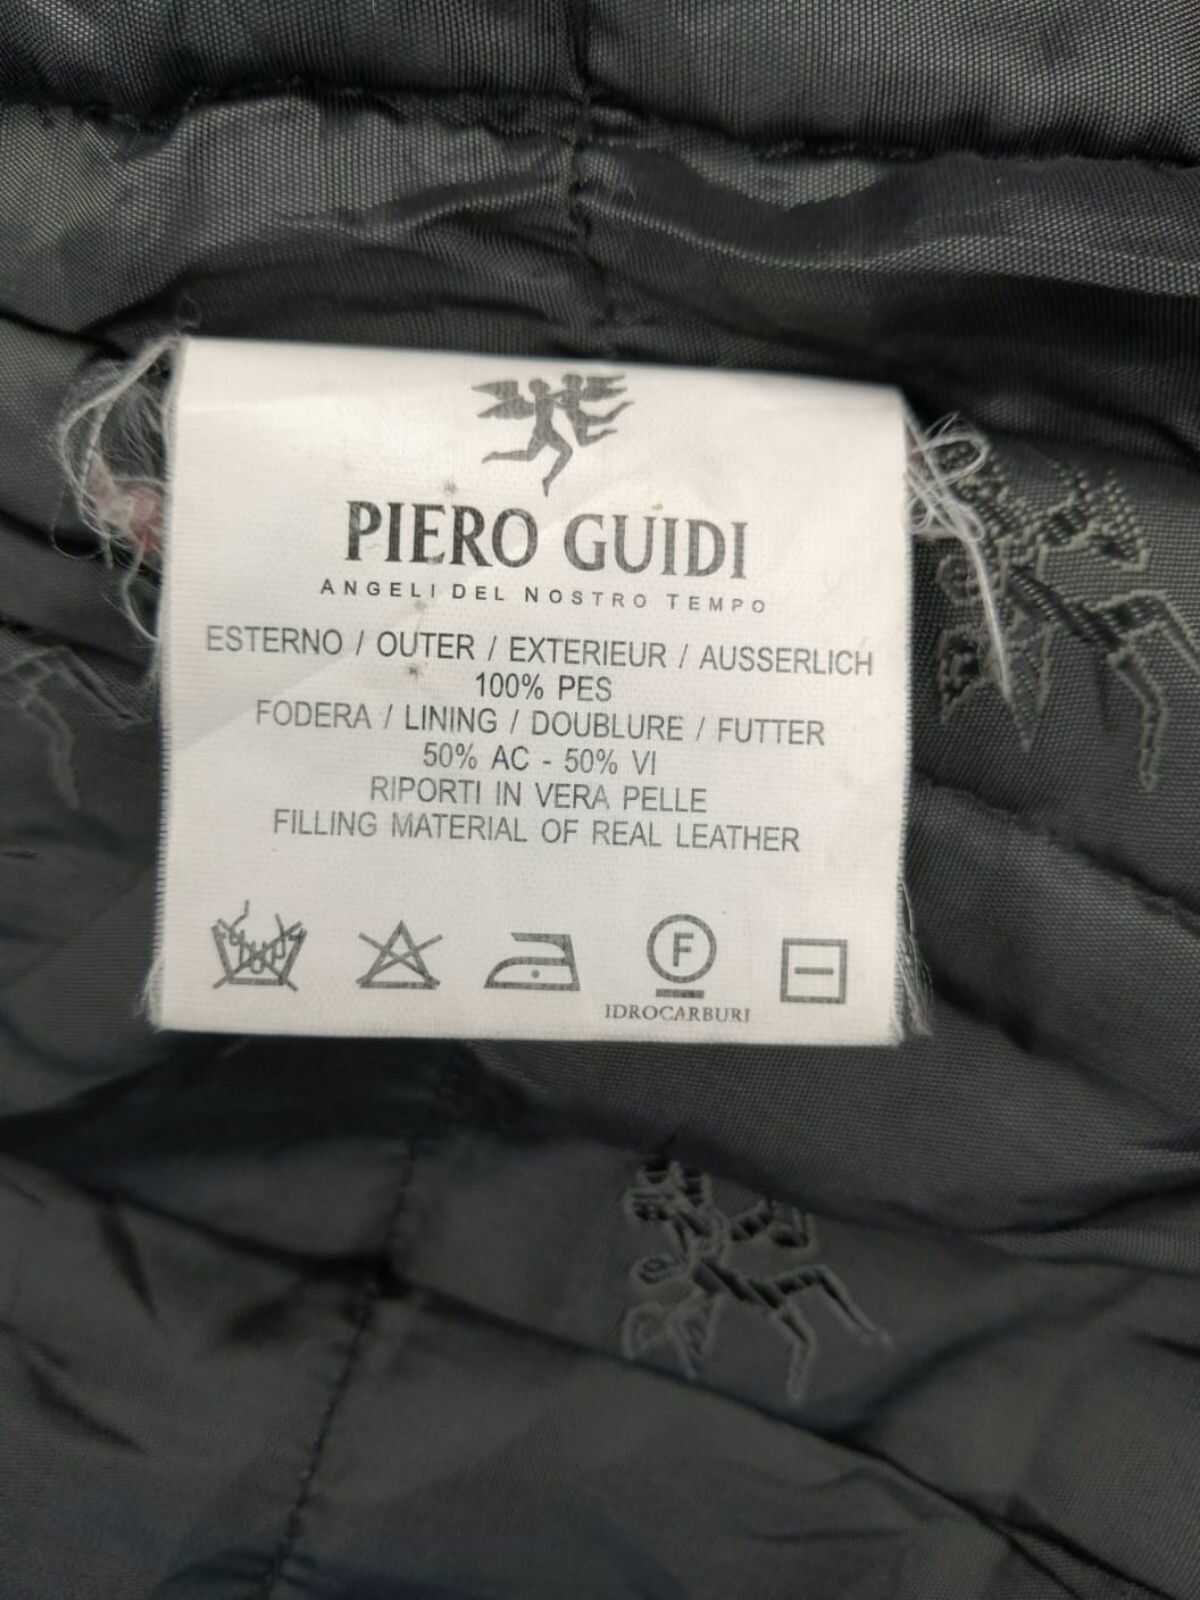 PIERO GUIDI
ANGELI DEL NOSTRO TEMPO
ESTERNO / OUTER / EXTERIEUR / AUSSERLICH
100% PES
FODERA / LINING / DOUBLURE / FUTTER
50% AC - 50% VI
RIPORTI IN VERA PELLE
FILLING MATERIAL OF REAL LEATHER
F
IDROCARBURI